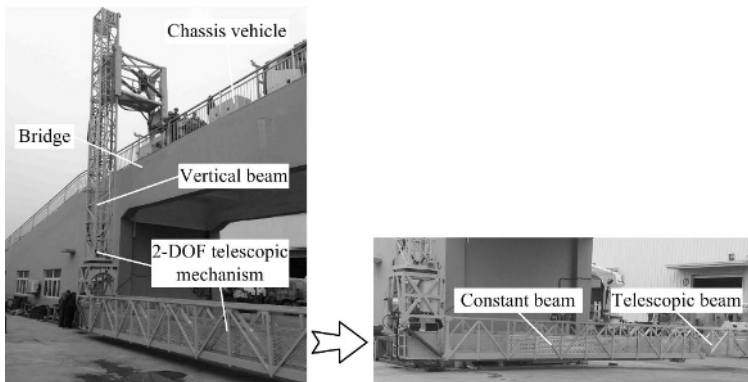 Chassis vehicle
Bridge
Vertical beam
2-DOF telescopic
mechanism
Constant beam
Telescopic beam